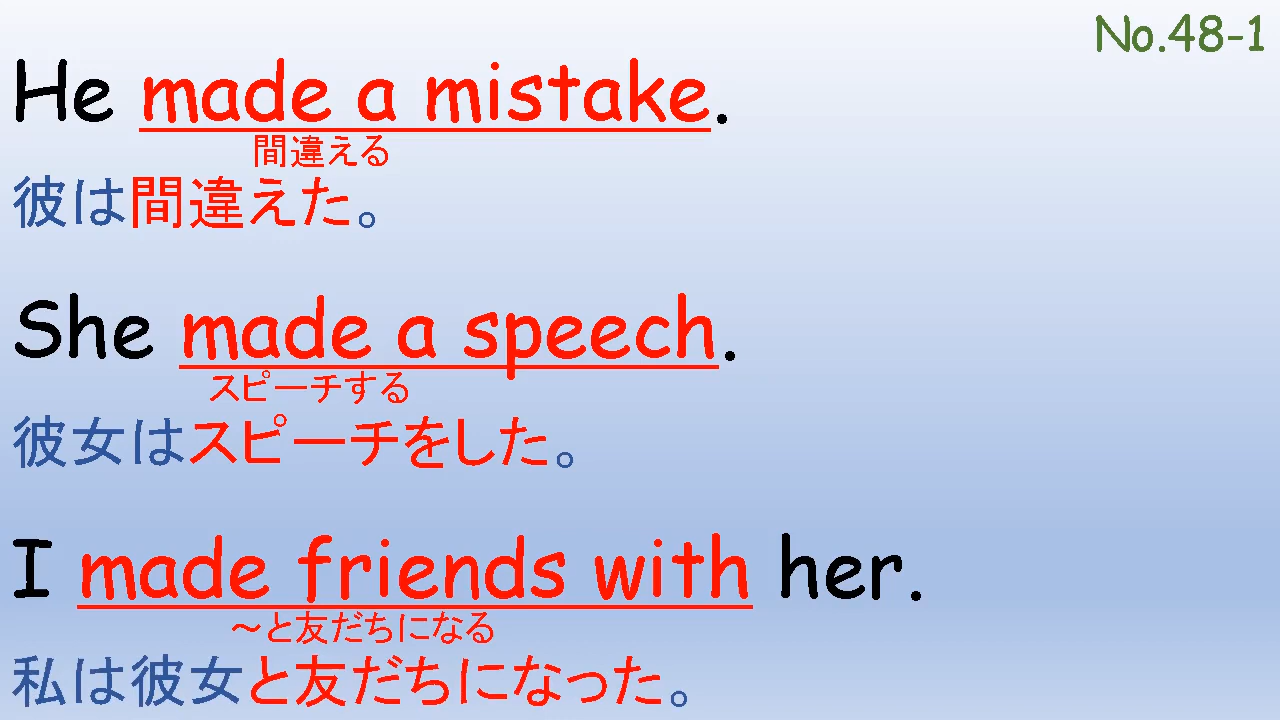 No.48-1
He made a mistake.
間違える
彼は間違えた。
She made a speech.
スピーチする
彼女はスピーチをした。
I made friends with her.
~と友だちになる
私は彼女と友だちになった。